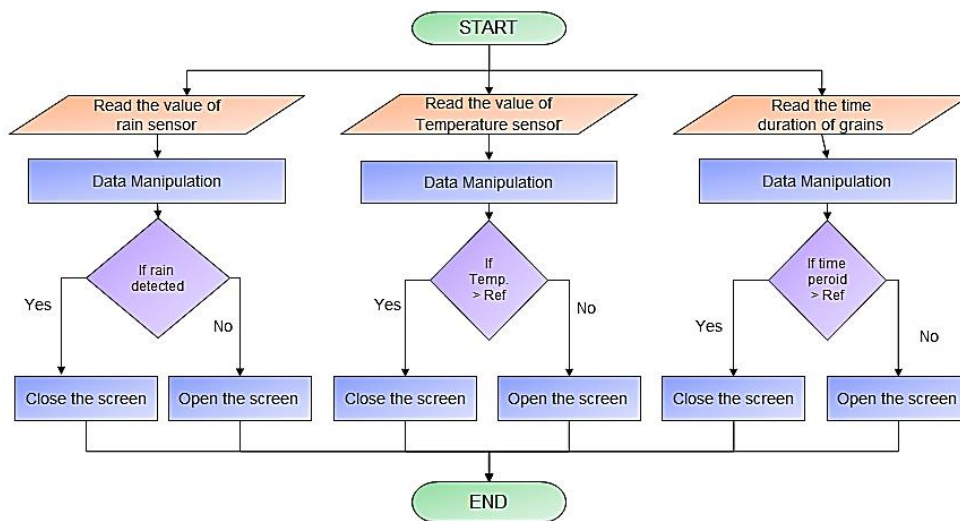 START
Read the value of
rain sensor
Read the value of
Temperature sensor
Read the time
duration of grains
Data Manipulation
Data Manipulation
Data Manipulation
If rain
detected
If
Temp.
> Ref
If time
peroid
> Ref
Yes
No
Yes
No
Yes
No
Close the screen
Open the screen
Close the screen
Open the screen
Close the screen
Open the screen
END